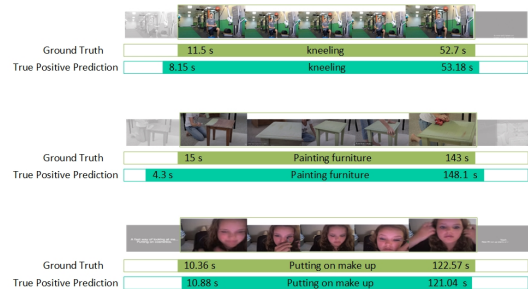 Ground Truth 11.5 s kneeling 52.7 s
True Positive Prediction 8.15 s kneeling 53.18 s
Ground Truth 15 s Painting furniture 143 s
True Positive Prediction 4.3 s Painting furniture 148.1 s
Ground Truth 10.36 s Putting on make up 122.57 s
True Positive Prediction 10.88 s Putting on make up 121.04 s